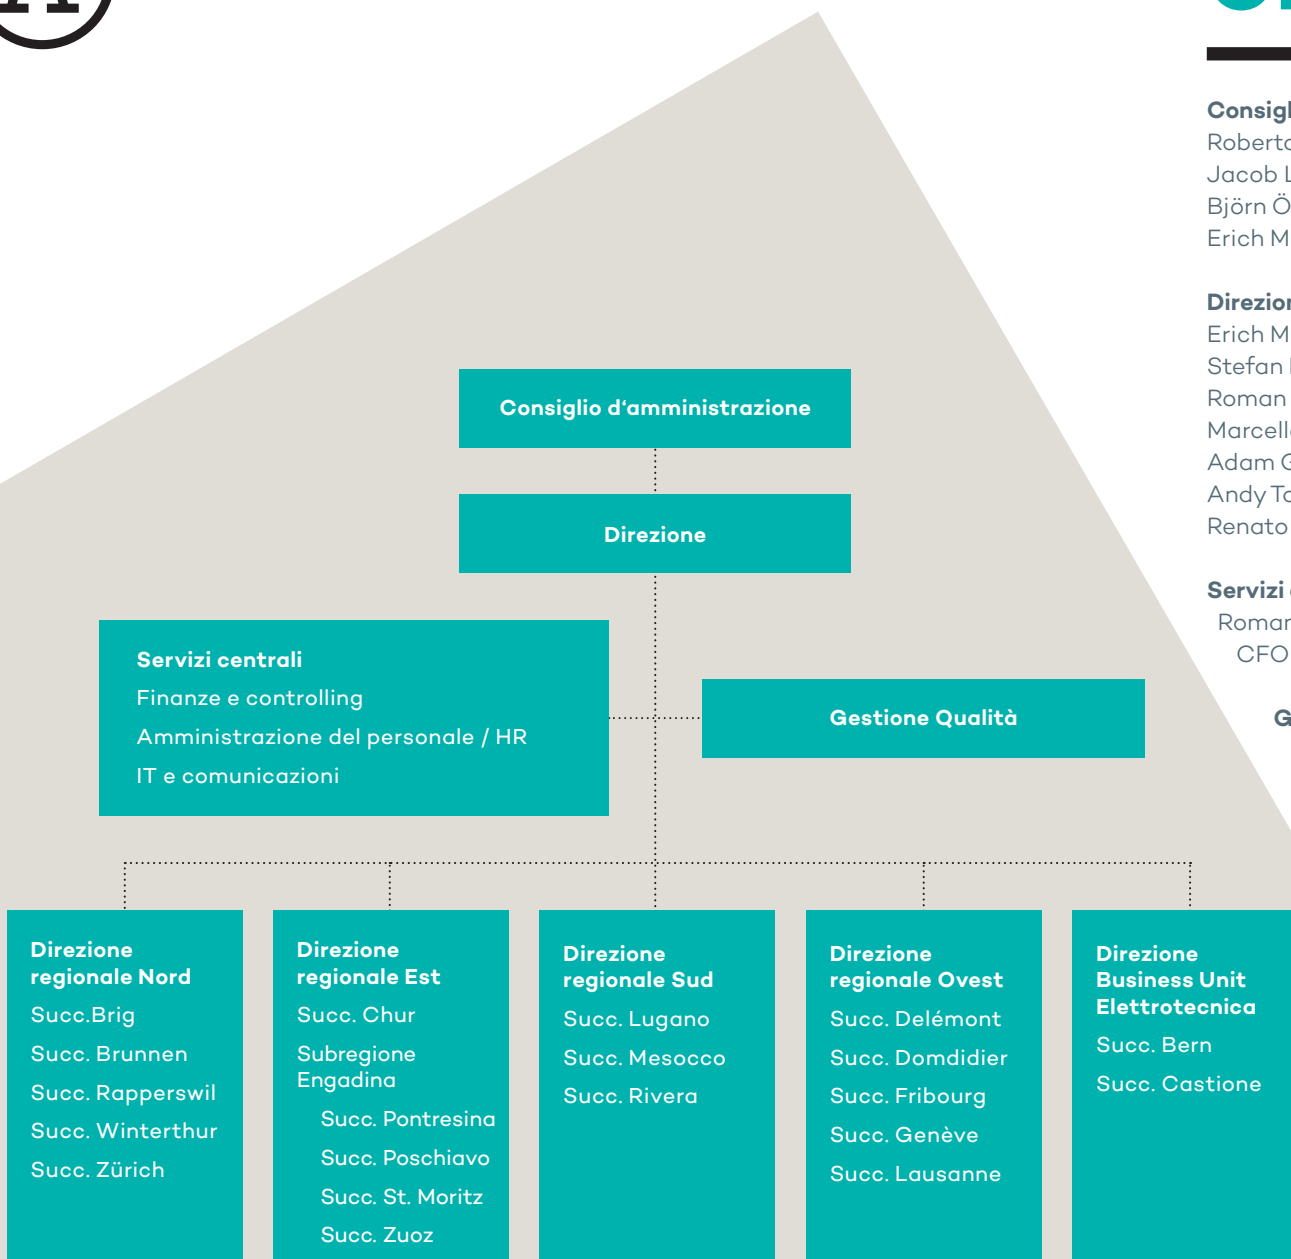 Consiglio d‘amministrazione
Direzione
Servizi centrali
Finanze e controlling
Amministrazione del personale / HR
IT e comunicazioni
Gestione Qualità
Direzione
regionale Nord
Succ.Brig
Succ. Brunnen
Succ. Rapperswil
Succ. Winterthur
Succ. Zürich
Direzione
regionale Est
Succ. Chur
Subregione
Engadina
Succ. Pontresina
Succ. Poschiavo
Succ. St. Moritz
Succ. Zuoz
Direzione
regionale Sud
Succ. Lugano
Succ. Mesocco
Succ. Rivera
Direzione
regionale Ovest
Succ. Delémont
Succ. Domdidier
Succ. Fribourg
Succ. Genève
Succ. Lausanne
Direzione
Business Unit
Elettrotecnica
Succ. Bern
Succ. Castione
Jacob
Björn
Erich
Erich
Stefan
Roman
Adam
Andy
Renato
Servizi
CFO